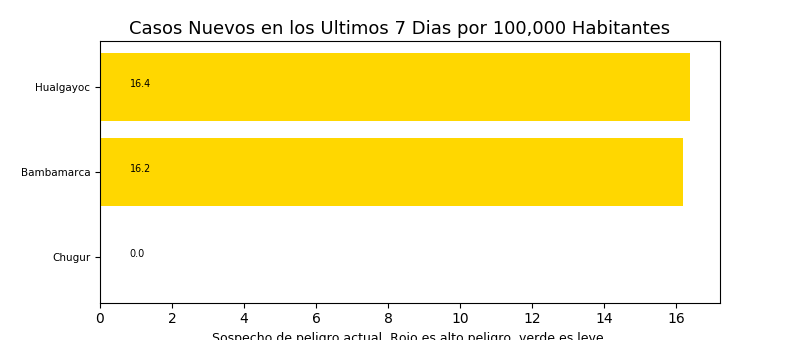 Casos Nuevos en los Ultimos 7 Dias por 100,000 Habitantes
Hualgayoc
16.4
Bambamarca
16.2
Chugur
0.0
0 2 4 6 8 10 12 14 16
Sospecho de peligro actual. Rojo es alto peligro, verde es leve